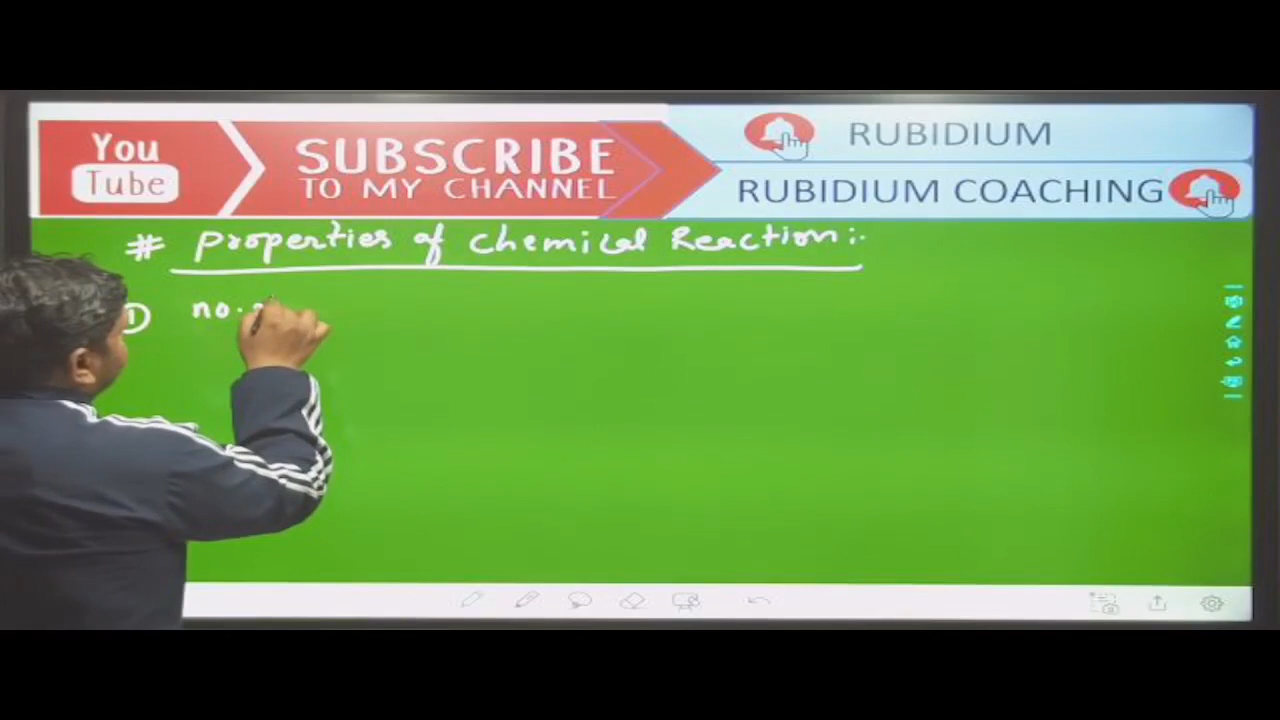 You
Tube
SUBSCRIBE
TO MY CHANNEL
RUBIDIUM
RUBIDIUM COACHING
# Properties of Chemical Reaction:-
① no.